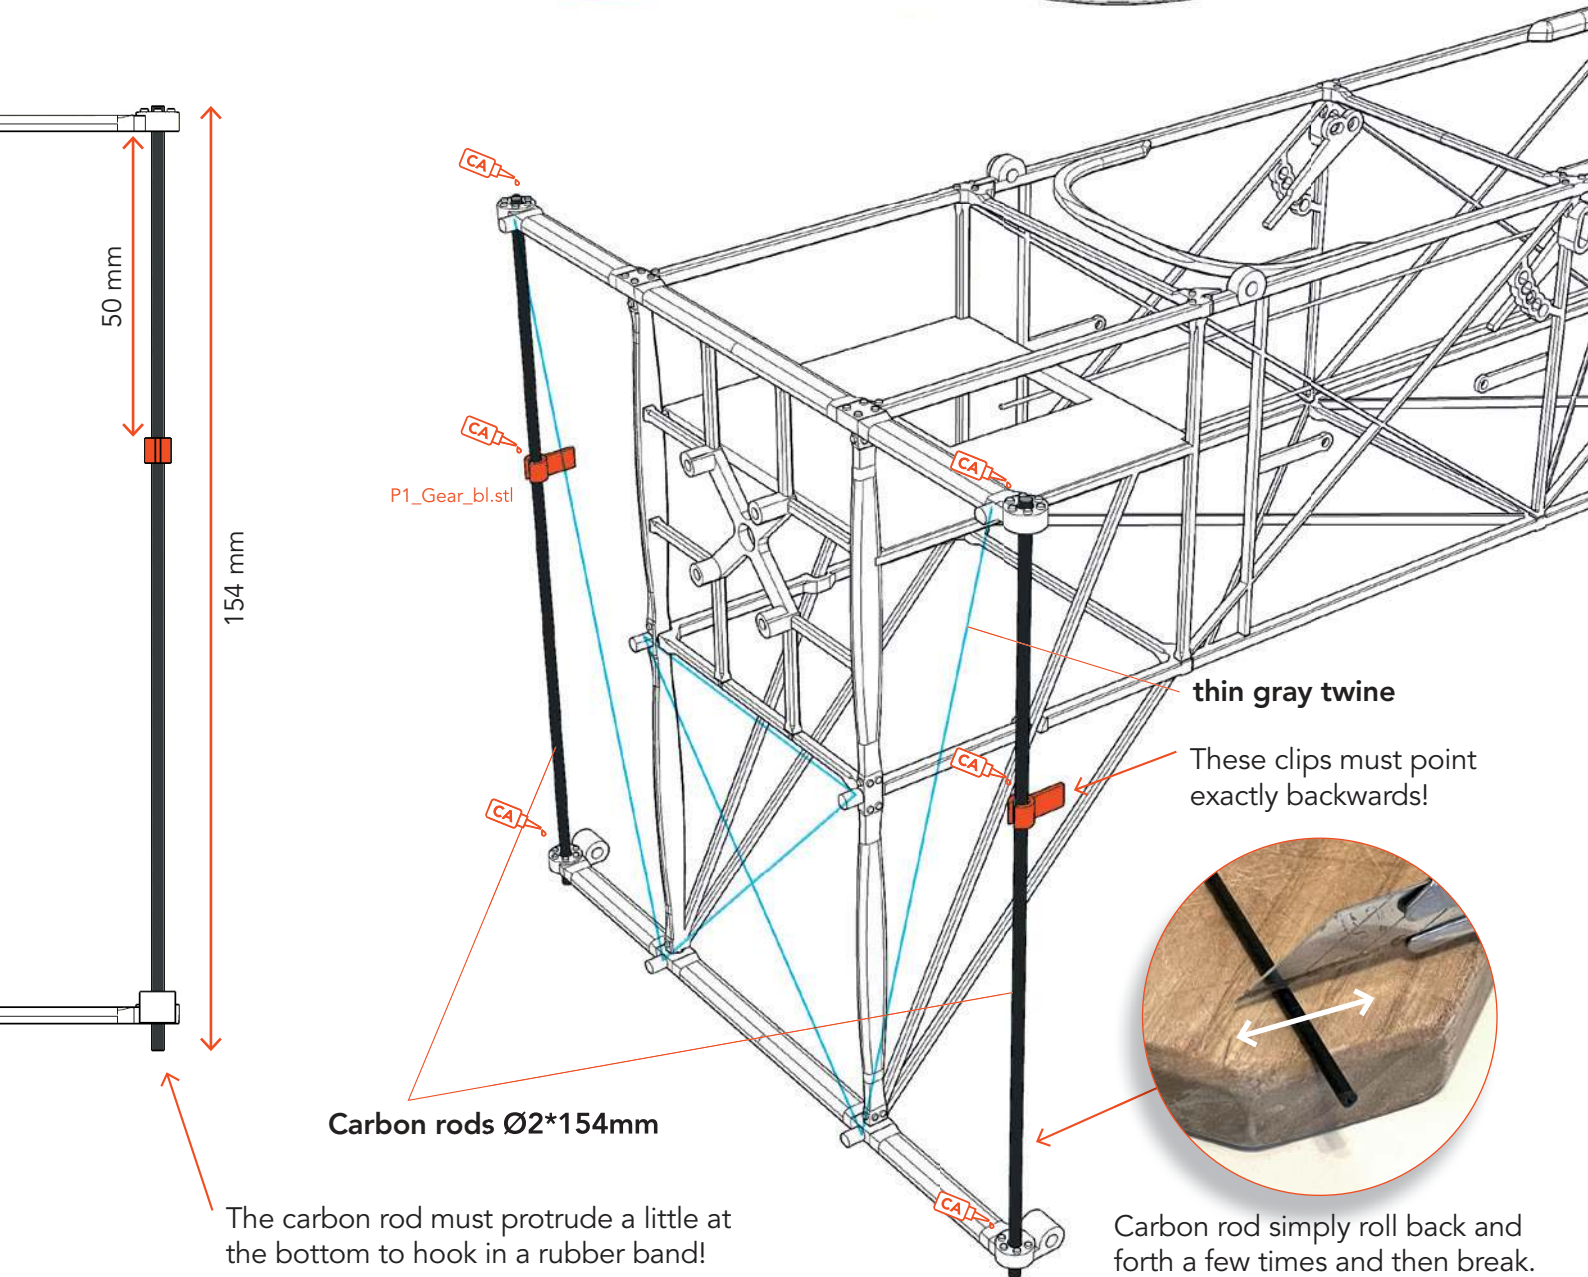 CA
50 mm
CA
CA
P1_Gear_bl.stl
154 mm
thin gray twine
CA
These clips must point
exactly backwards!
CA
Carbon rods Ø2*154mm
CA
The carbon rod must protrude a little at
the bottom to hook in a rubber band!
Carbon rod simply roll back and
forth a few times and then break.